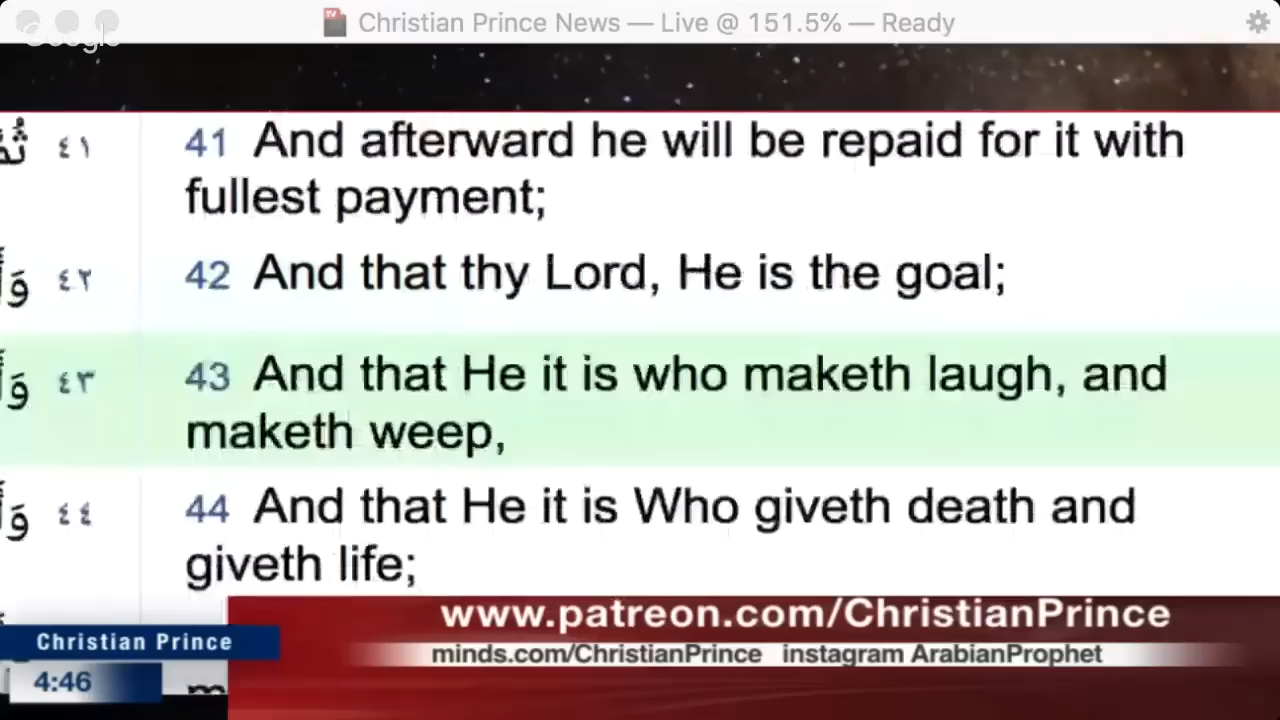 Christian Prince News — Live @ 151.5% — Ready
Google
٤١ 41 And afterward he will be repaid for it with
fullest payment;
٤٢ 42 And that thy Lord, He is the goal;
٤٣ 43 And that He it is who maketh laugh, and
maketh weep,
٤٤ 44 And that He it is Who giveth death and
giveth life;
www.patreon.com/ChristianPrince
Christian Prince
minds.com/ChristianPrince instagram ArabianProphet
4:46